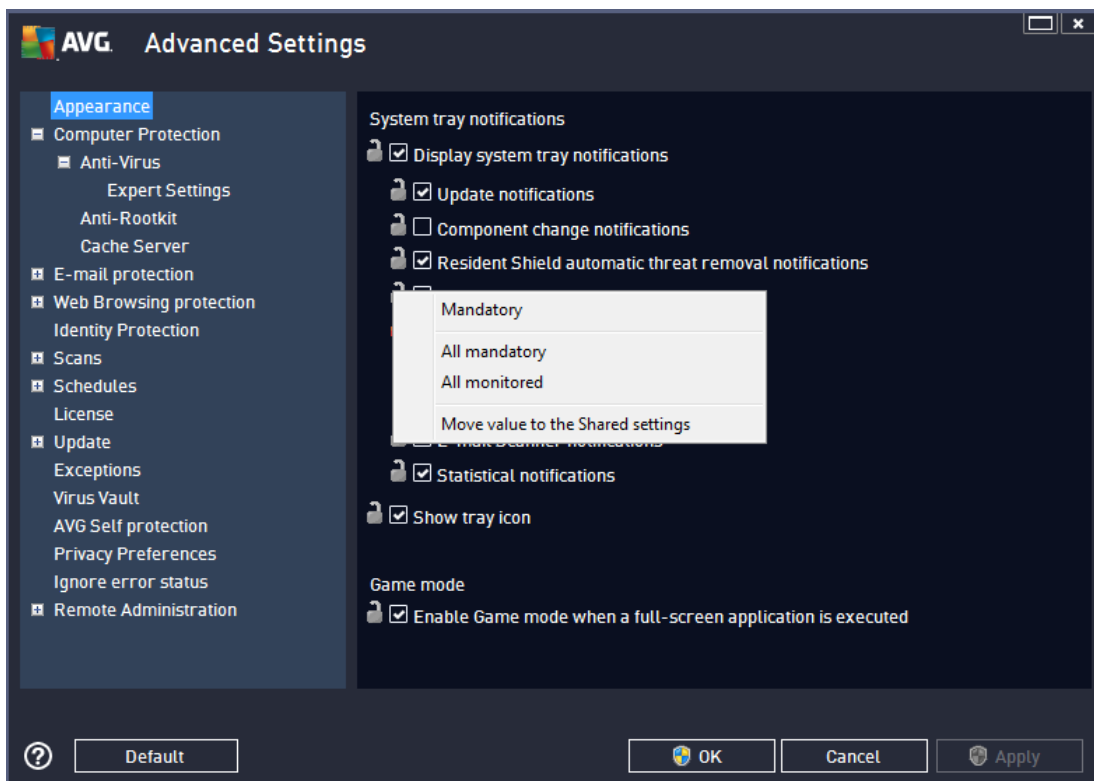 AVG. Advanced Settings
Appearance
Computer Protection
Anti-Virus
Expert Settings
Anti-Rootkit
Cache Server
E-mail protection
Web Browsing protection
Identity Protection
Scans
Schedules
License
Update
Exceptions
Virus Vault
AVG Self protection
Privacy Preferences
Ignore error status
Remote Administration
System tray notifications
Display system tray notifications
Update notifications
Component change notifications
Resident Shield automatic threat removal notifications
Mandatory
All mandatory
All monitored
Move value to the Shared settings
E-mail Scanner notifications
Statistical notifications
Show tray icon
Game mode
Enable Game mode when a full-screen application is executed
Default
OK
Cancel
Apply